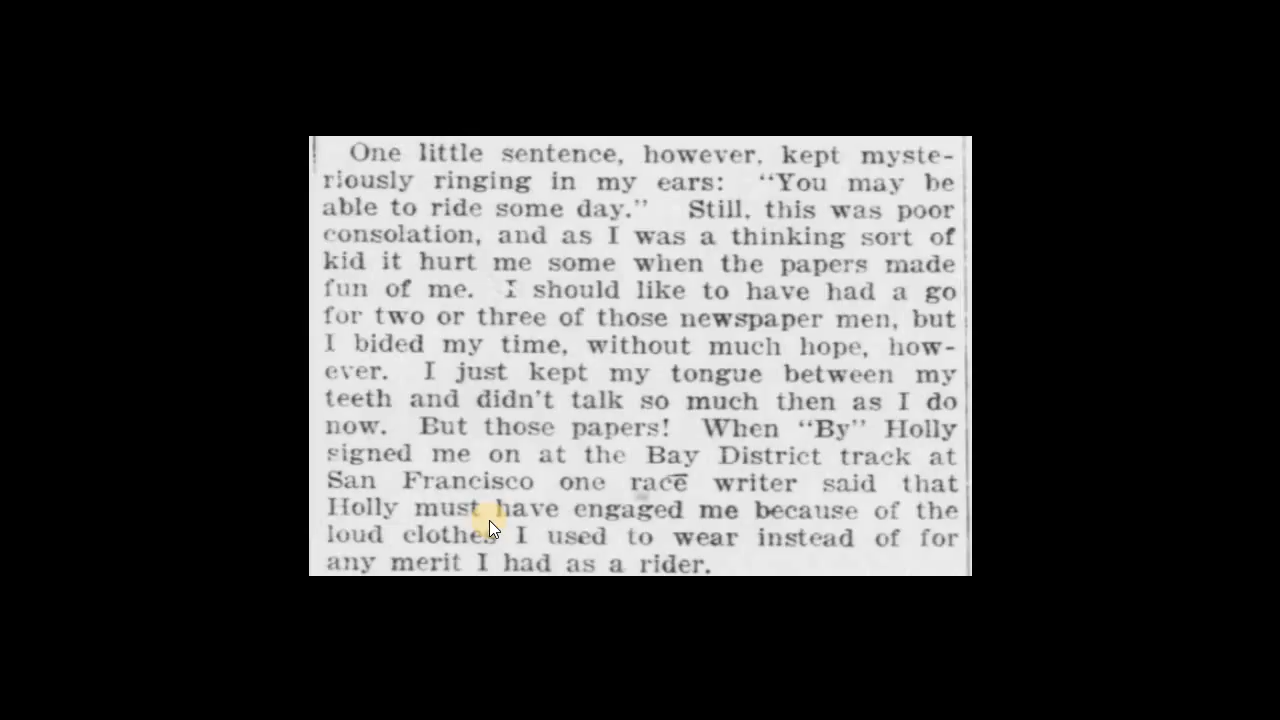 One little sentence, however, kept myste-
riously ringing in my ears: "You may be
able to ride some day." Still, this was poor
consolation, and as I was a thinking sort of
kid it hurt me some when the papers made
fun of me. I should like to have had a go
for two or three of those newspaper men, but
I bided my time, without much hope, how-
ever. I just kept my tongue between my
teeth and didn't talk so much then as I do
now. But those papers! When "By" Holly
signed me on at the Bay District track at
San Francisco one race writer said that
Holly must have engaged me because of the
loud clothes I used to wear instead of for
any merit I had as a rider.